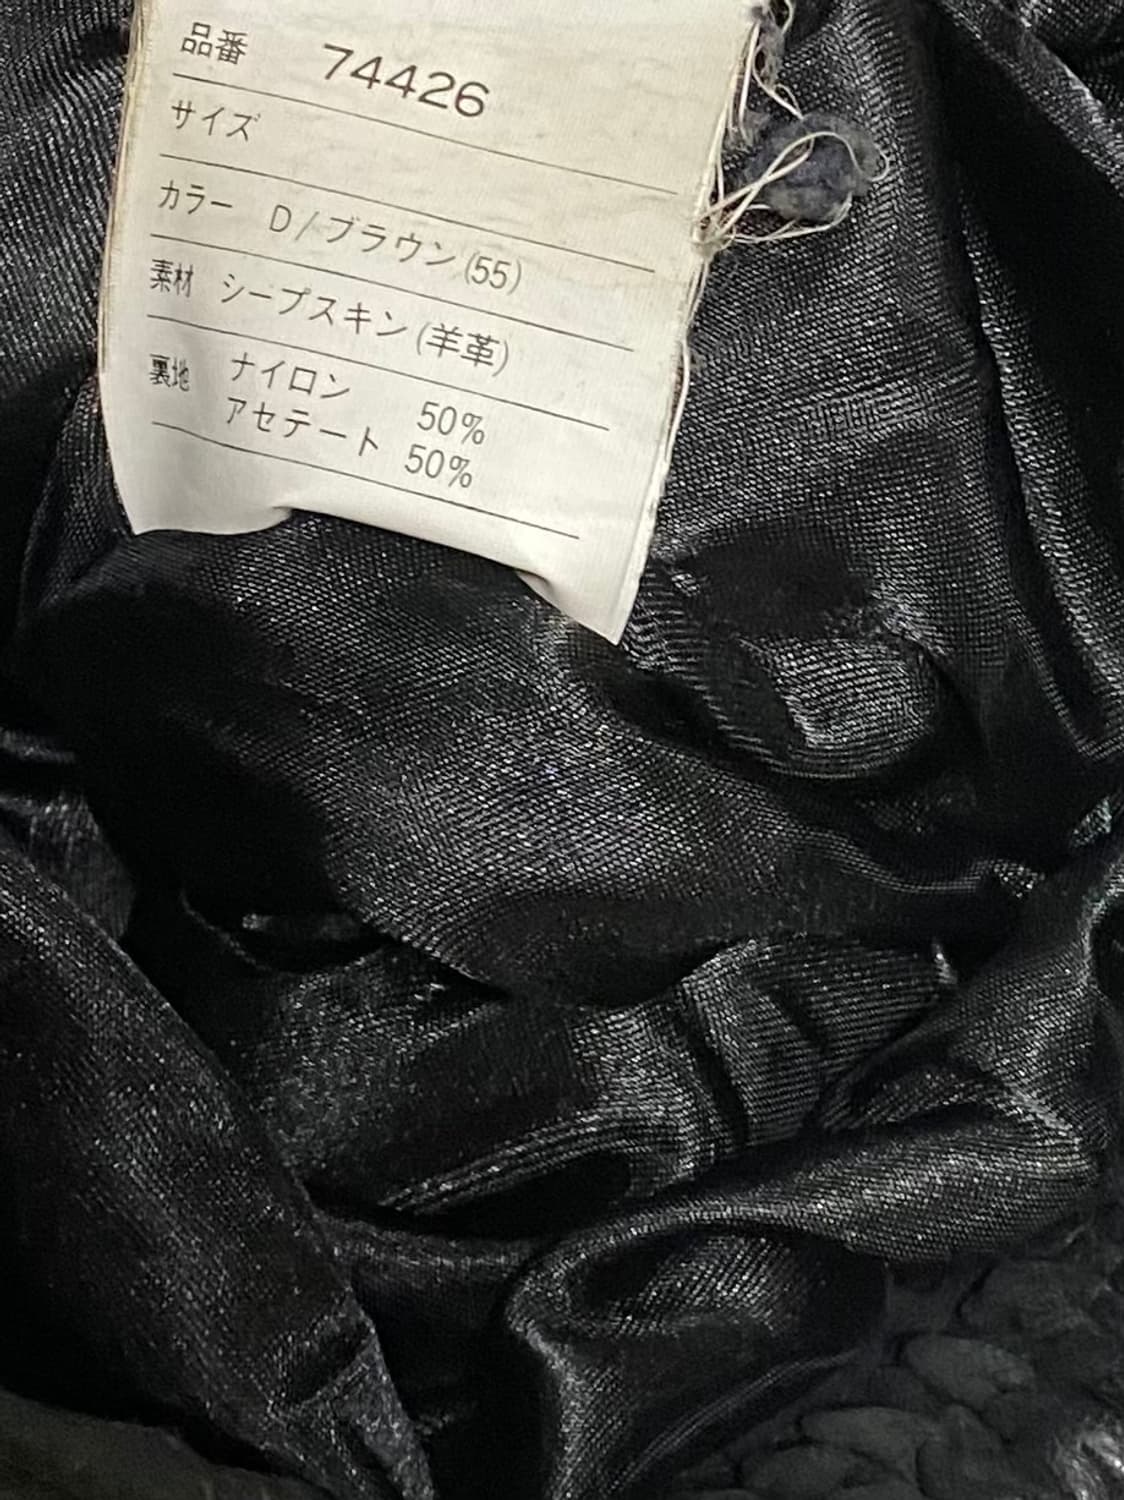 品番 74426
サイズ
カラー D/ブラウン(55)
素材 シープスキン(羊革)
裏地 ナイロン 50%
アセテート 50%